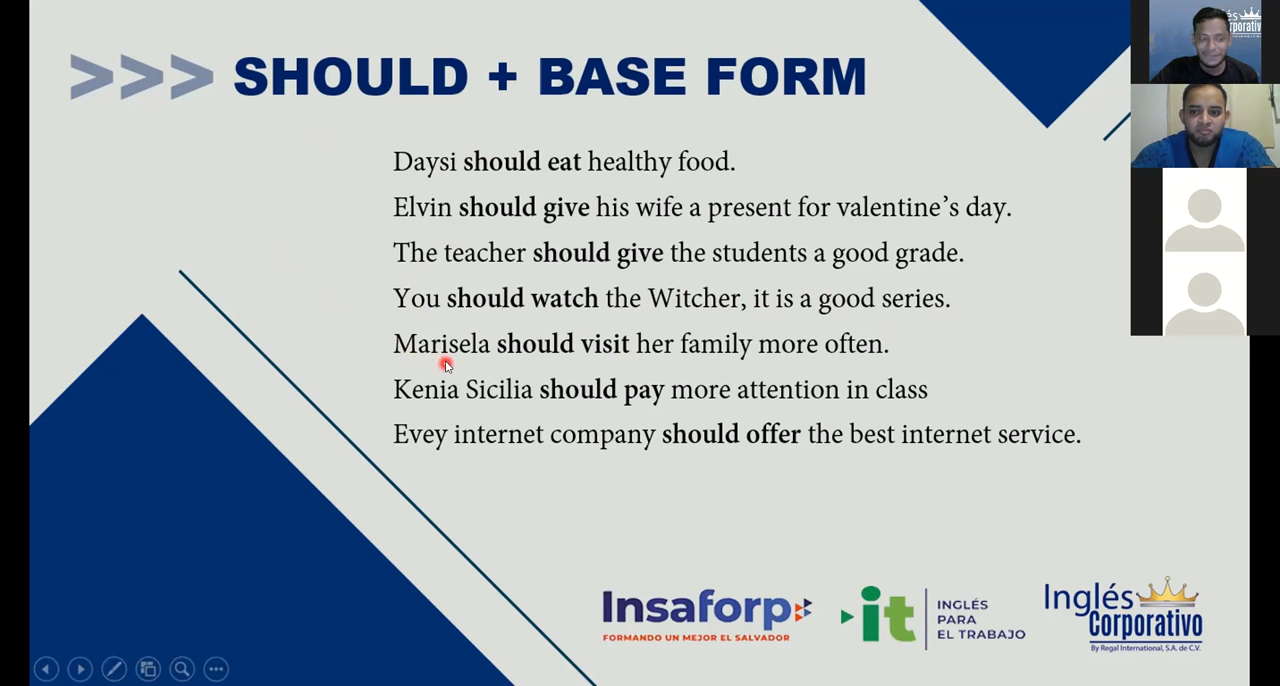 >>> SHOULD + BASE FORM
Daysi should eat healthy food.
Elvin should give his wife a present for valentine’s day.
The teacher should give the students a good grade.
You should watch the Witcher, it is a good series.
Marisela should visit her family more often.
Kenia Sicilia should pay more attention in class
Evey internet company should offer the best internet service.
Insaforp
FORMANDO UN MEJOR EL SALVADOR
it
INGLÉS
PARA
EL TRABAJO
Inglés
Corporativo
By Regal International, S.A. de C.V.